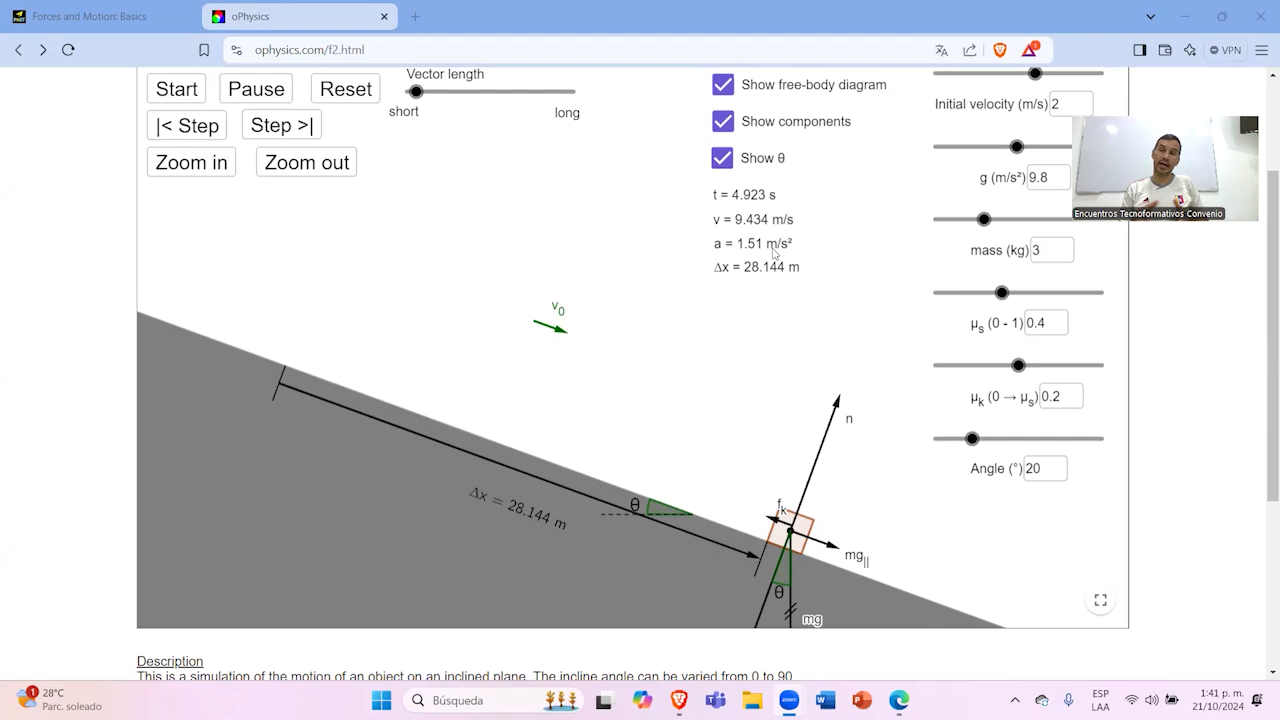 Forces and Motion: Basics
oPhysics
ophysics.com/f2.html
VPN
Start
Pause
Reset
|< Step
Step >|
Zoom in
Zoom out
Vector length
short
long
Show free-body diagram
Show components
Show θ
t = 4.923 s
v = 9.434 m/s
a = 1.51 m/s²
Δx = 28.144 m
Initial velocity (m/s) 2
g (m/s²) 9.8
mass (kg) 3
μs (0 - 1) 0.4
μk (0 → μs) 0.2
Angle (°) 20
Encuentros Tecnoformativos Convenio
v0
n
θ
Δx = 28.144 m
fk
mg||
θ
mg
Description
This is a simulation of the motion of an object on an inclined plane. The incline angle can be varied from 0 to 90
1
28°C
Parc. soleado
Búsqueda
zoom
ESP
LAA
1:41 p. m.
21/10/2024